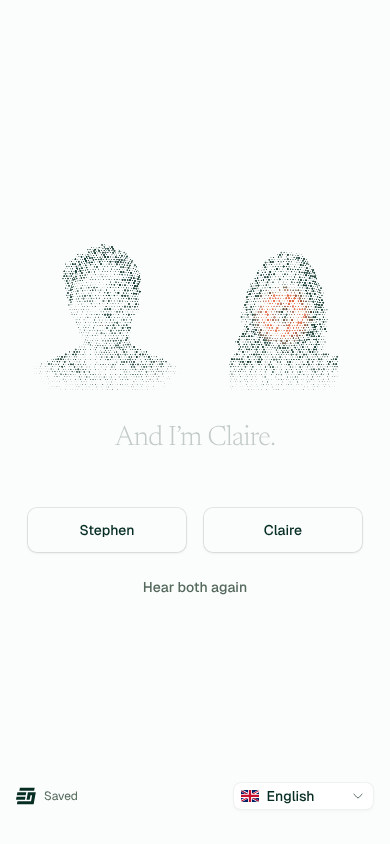 And I'm Claire.
Stephen
Claire
Hear both again
Saved
English